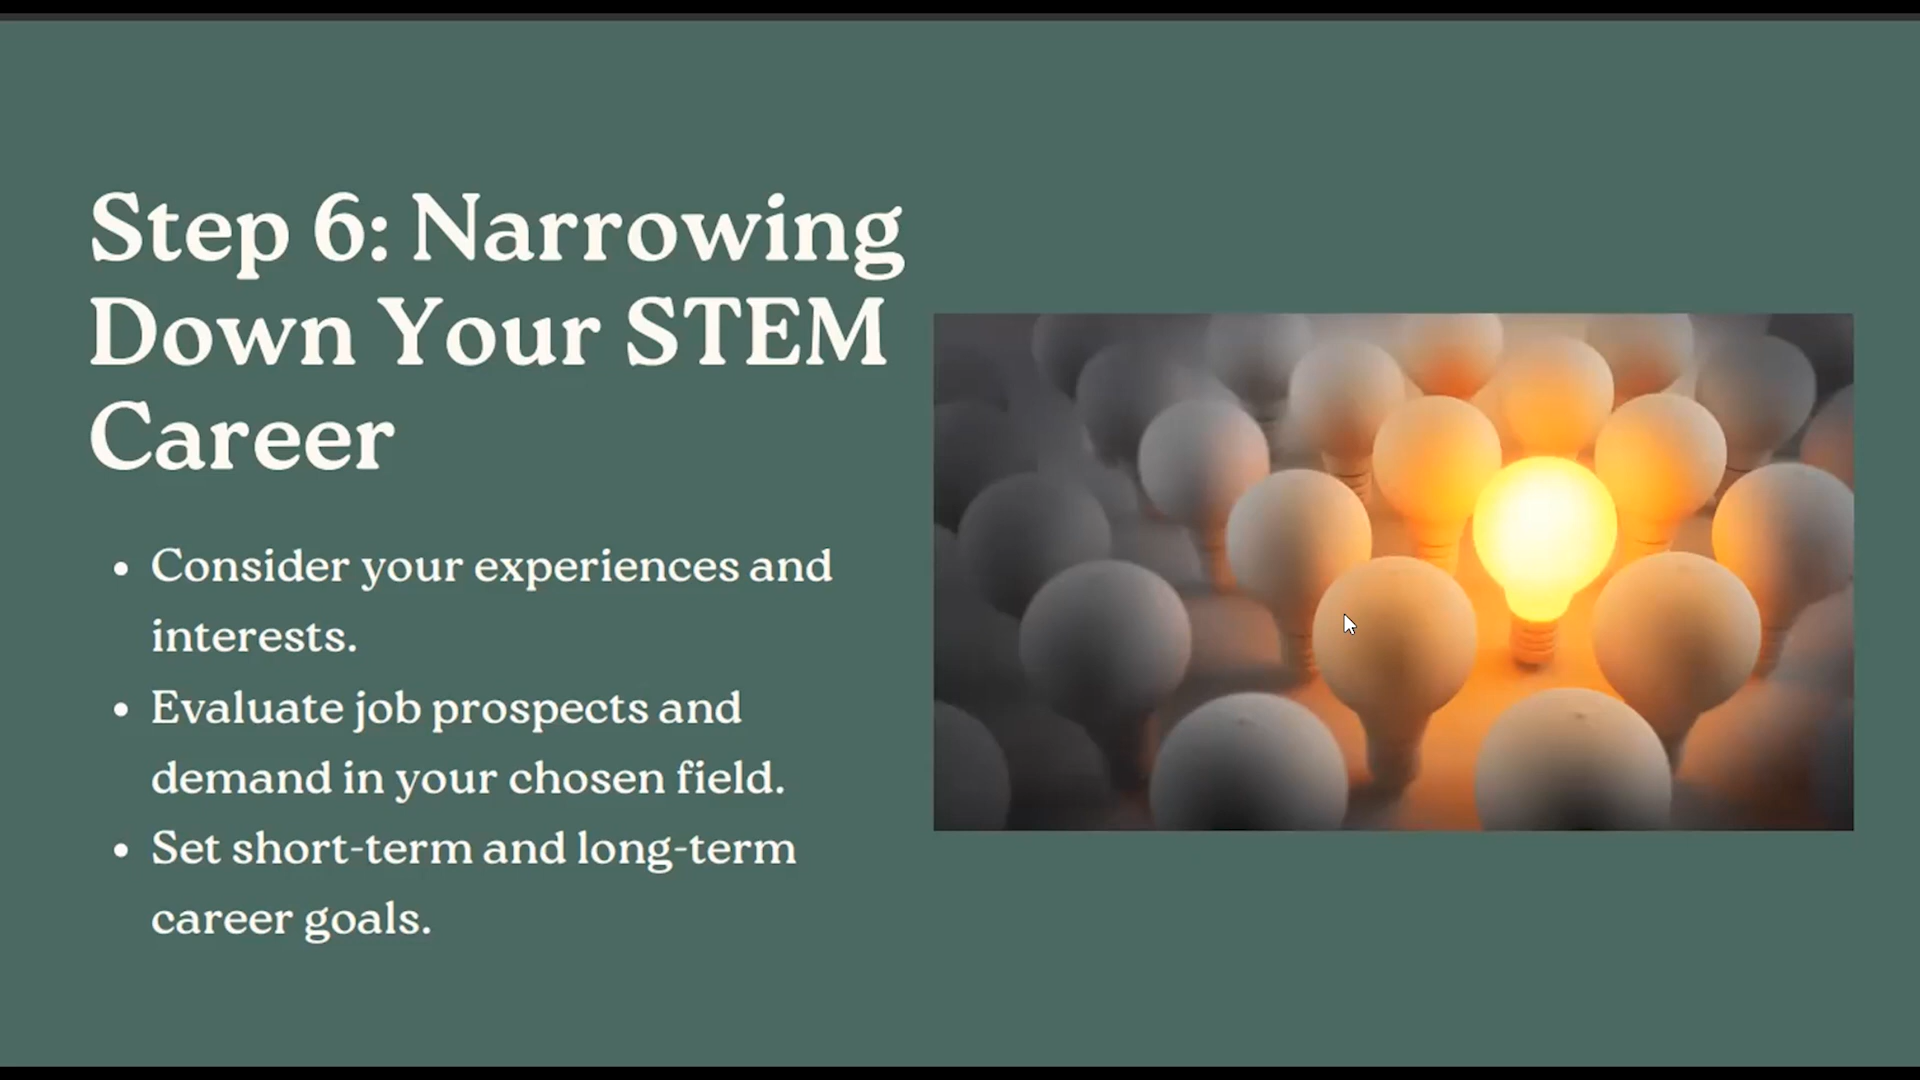 Step 6: Narrowing
Down Your STEM
Career
• Consider your experiences and
interests.
• Evaluate job prospects and
demand in your chosen field.
• Set short-term and long-term
career goals.